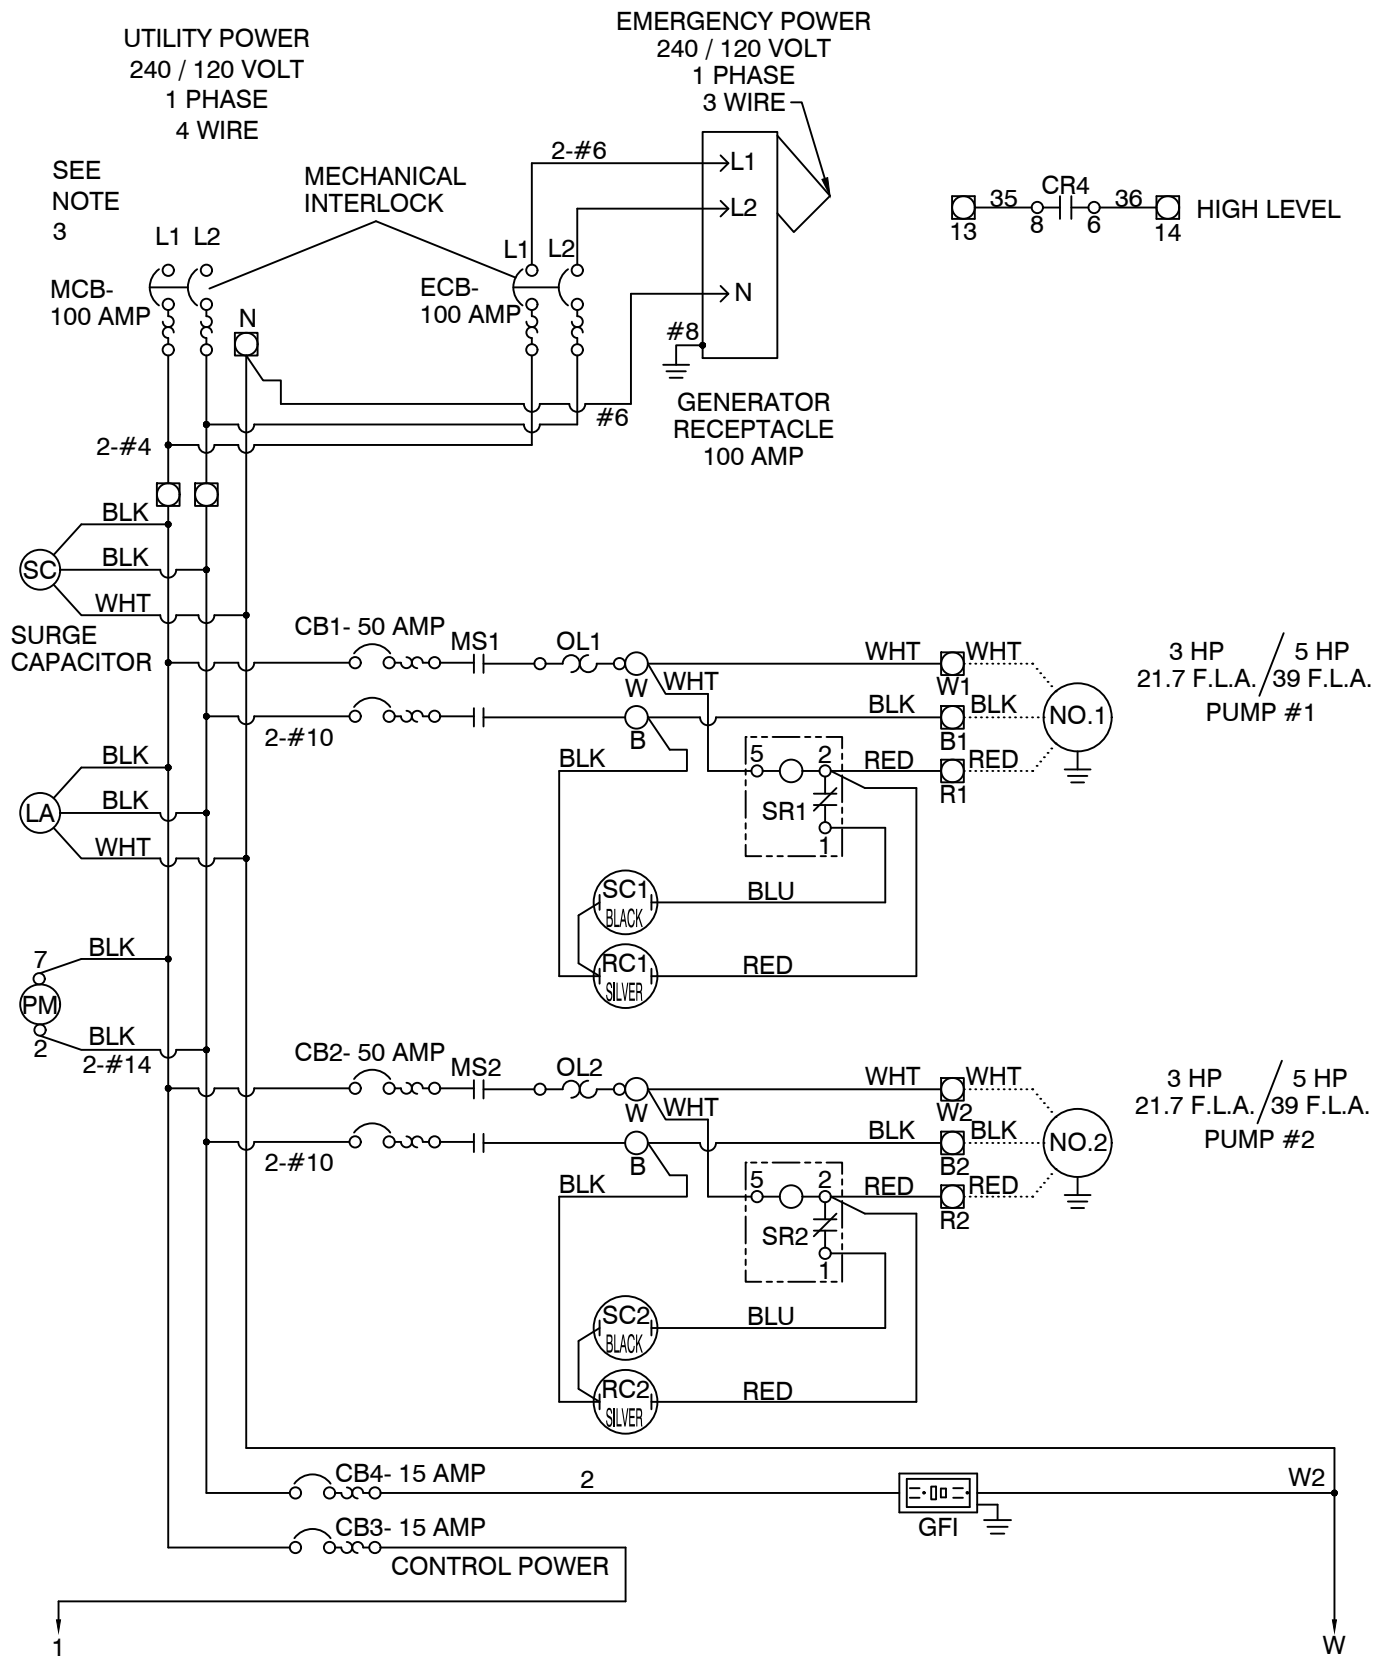 UTILITY POWER
240 / 120 VOLT
1 PHASE
4 WIRE
EMERGENCY POWER
240 / 120 VOLT
1 PHASE
3 WIRE
SEE
NOTE
3
MECHANICAL
INTERLOCK
2-#6
L1
L2
N
35
CR4
36
13
8
6
14
HIGH LEVEL
L1 L2
MCB-
100 AMP
N
L1
L2
ECB-
100 AMP
#8
#6
GENERATOR
RECEPTACLE
100 AMP
2-#4
BLK
SC
BLK
WHT
SURGE
CAPACITOR
CB1- 50 AMP
MS1
OL1
W
WHT
WHT
W1
WHT
3 HP / 5 HP
21.7 F.L.A. / 39 F.L.A.
PUMP #1
2-#10
B
BLK
B1
BLK
NO.1
BLK
5
2
SR1
1
RED
R1
RED
BLK
LA
BLK
WHT
SC1
BLACK
BLU
RC1
SILVER
RED
7
BLK
PM
2
BLK
2-#14
CB2- 50 AMP
MS2
OL2
W
WHT
WHT
W2
WHT
3 HP / 5 HP
21.7 F.L.A. / 39 F.L.A.
PUMP #2
2-#10
B
BLK
B2
BLK
NO.2
BLK
5
2
SR2
1
RED
R2
RED
SC2
BLACK
BLU
RC2
SILVER
RED
CB4- 15 AMP
2
GFI
W2
CB3- 15 AMP
CONTROL POWER
1
W